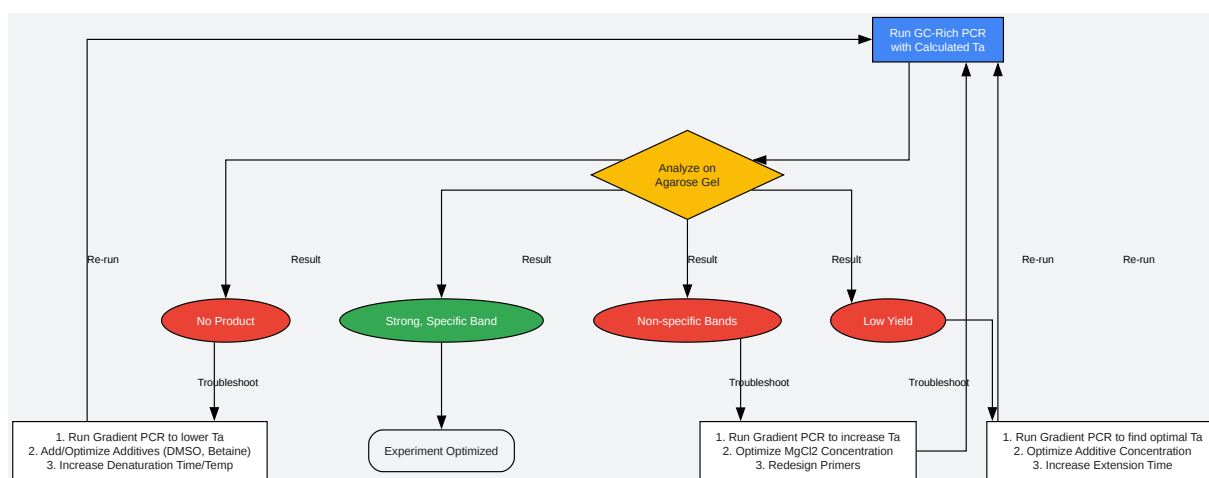 Run GC-Rich PCR
with Calculated Ta
Analyze on
Agarose Gel
Re-run
Result
Result
Result
Result
Re-run
Re-run
No Product
Strong, Specific Band
Non-specific Bands
Low Yield
Troubleshoot
Troubleshoot
Troubleshoot
1. Run Gradient PCR to lower Ta
2. Add/Optimize Additives (DMSO, Betaine)
3. Increase Denaturation Time/Temp
Experiment Optimized
1. Run Gradient PCR to increase Ta
2. Optimize MgCl2 Concentration
3. Redesign Primers
1. Run Gradient PCR to find optimal Ta
2. Optimize Additive Concentration
3. Increase Extension Time